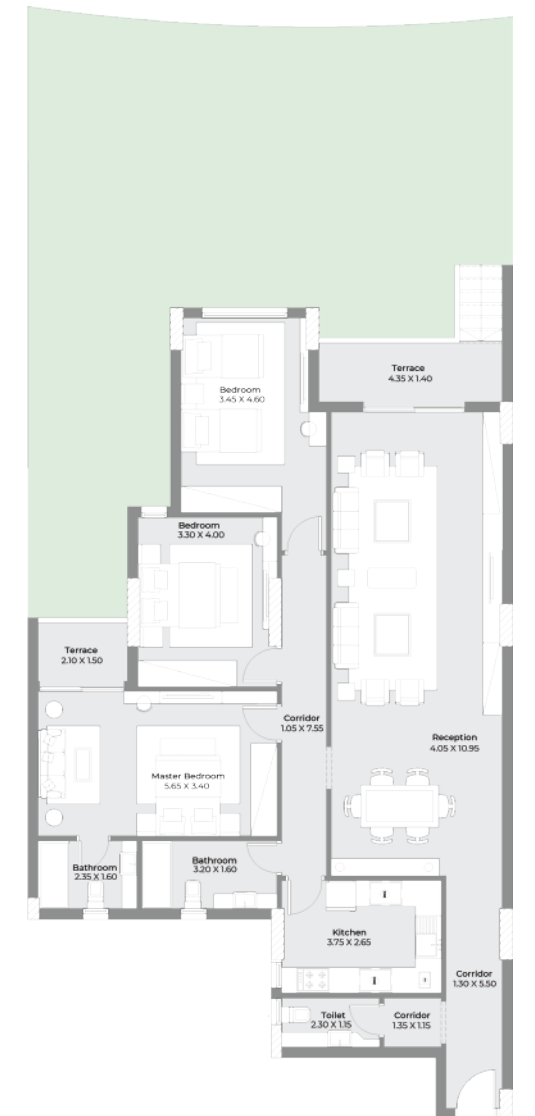 Terrace
4.35 X 1.40
Bedroom
3.45 X 4.60
Bedroom
3.30 X 4.00
Terrace
2.10 X 1.50
Corridor
1.05 X 7.55
Reception
4.05 X 10.95
Master Bedroom
5.65 X 3.40
Bathroom
2.35 X 1.60
Bathroom
3.20 X 1.60
Kitchen
3.75 X 2.65
Corridor
1.30 X 5.50
Toilet
2.30 X 1.15
Corridor
1.35 X 1.15